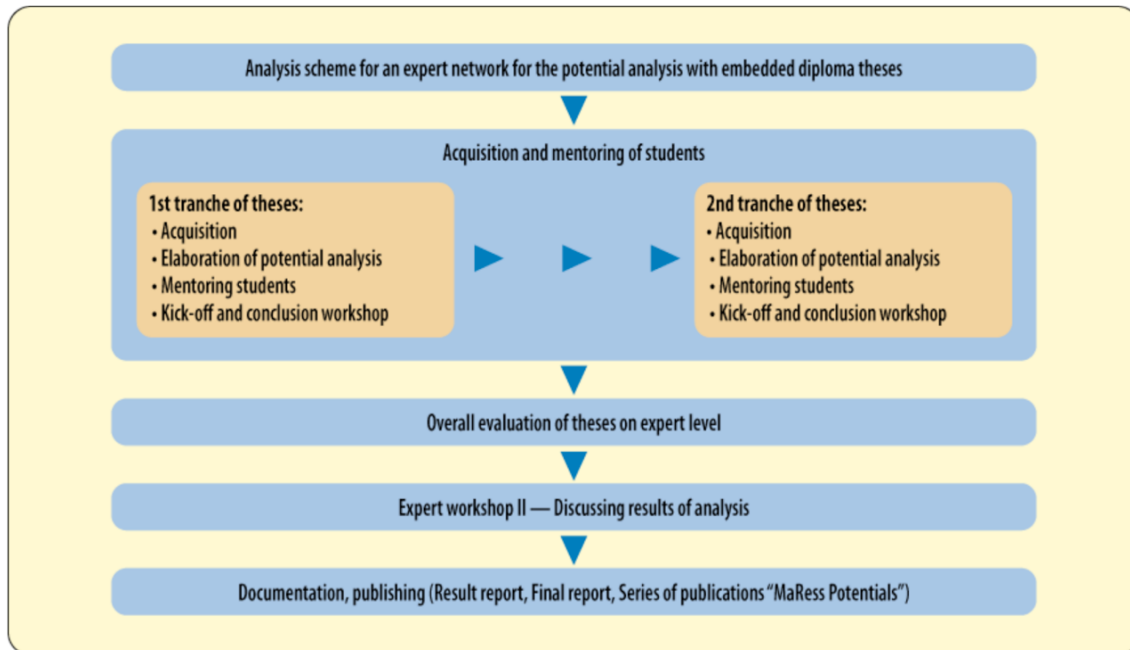 Analysis scheme for an expert network for the potential analysis with embedded diploma theses
Acquisition and mentoring of students
1st tranche of theses:
• Acquisition
• Elaboration of potential analysis
• Mentoring students
• Kick-off and conclusion workshop
2nd tranche of theses:
• Acquisition
• Elaboration of potential analysis
• Mentoring students
• Kick-off and conclusion workshop
Overall evaluation of theses on expert level
Expert workshop II — Discussing results of analysis
Documentation, publishing (Result report, Final report, Series of publications “MaRess Potentials”)